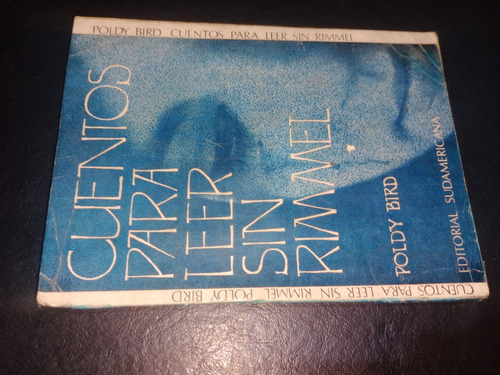 POLDY BIRD CUENTOS PARA LEER SIN RIMMEL
CUENTOS
PARA
LEER
SIN
RIMMEL
POLDY BIRD
EDITORIAL SUDAMERICANA
CUENTOS PARA LEER SIN RIMMEL POLDY BIRD